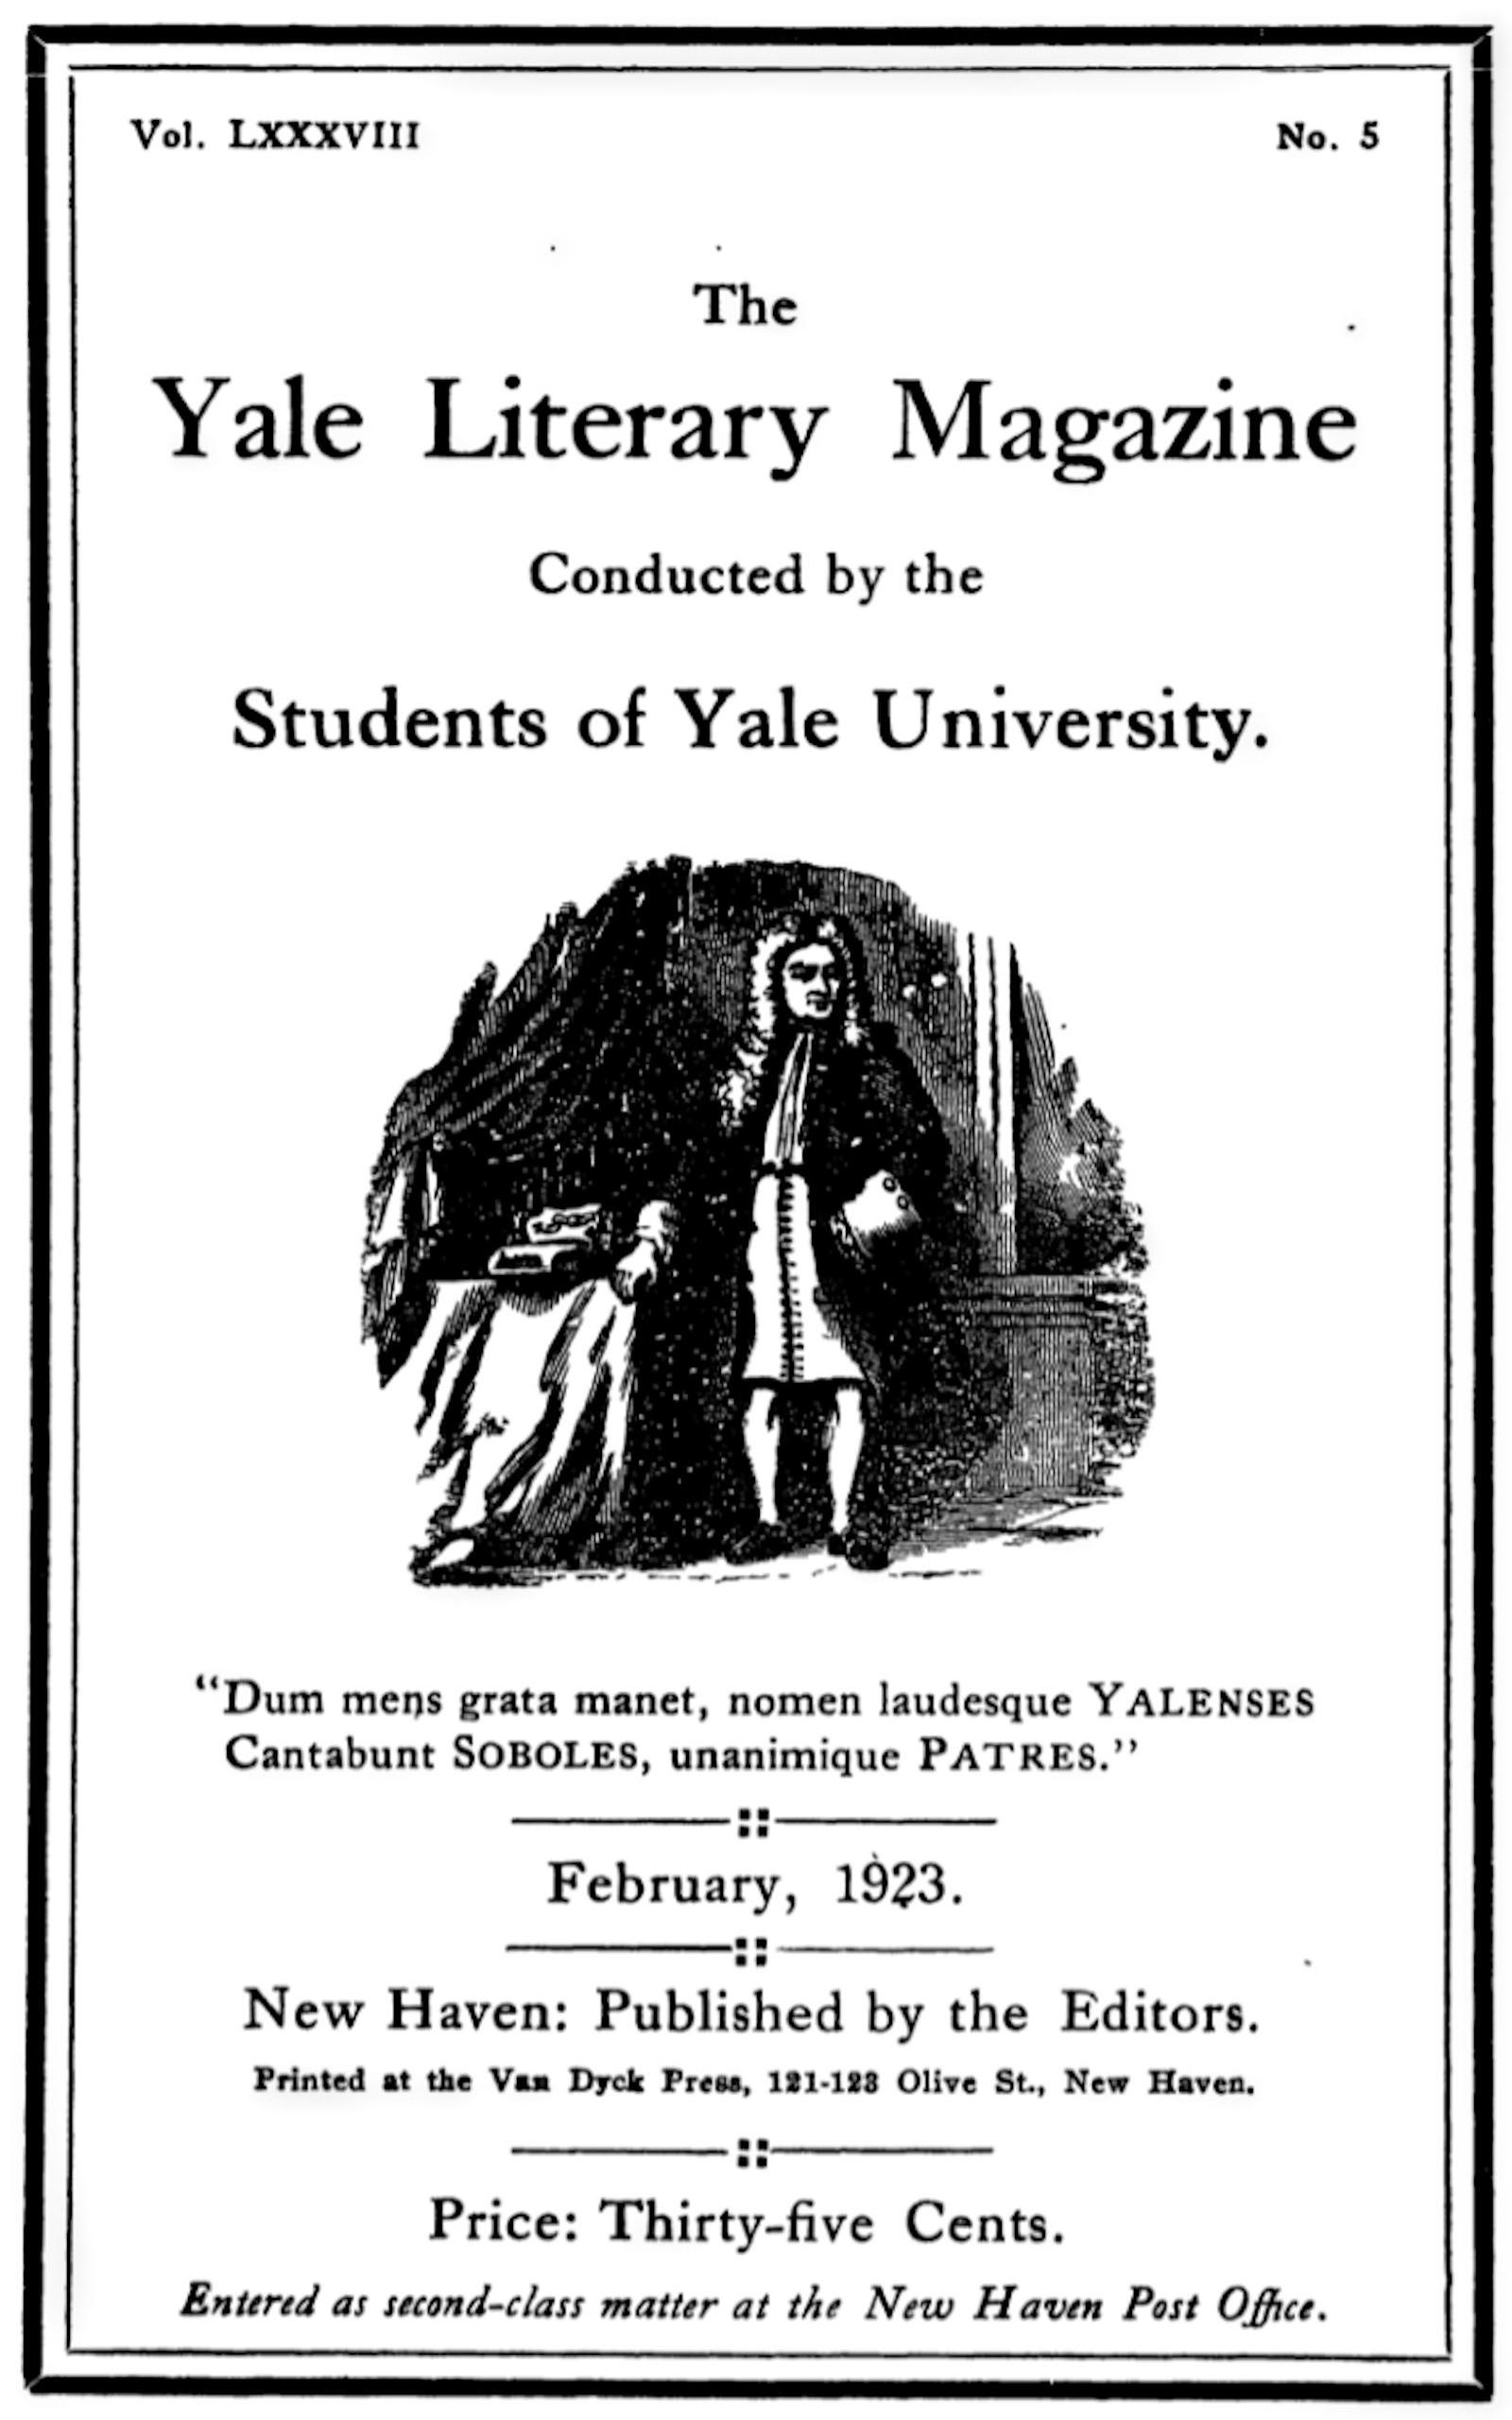 Vol. LXXXVIII No. 5
The
Yale Literary Magazine
Conducted by the
Students of Yale University.
“Dum mens grata manet, nomen laudesque YALENSES
Cantabunt SOBOLES, unanimique PATRES.”
February, 1923.
New Haven: Published by the Editors.
Printed at the Van Dyck Press, 121-123 Olive St., New Haven.
Price: Thirty-five Cents.
Entered as second-class matter at the New Haven Post Office.